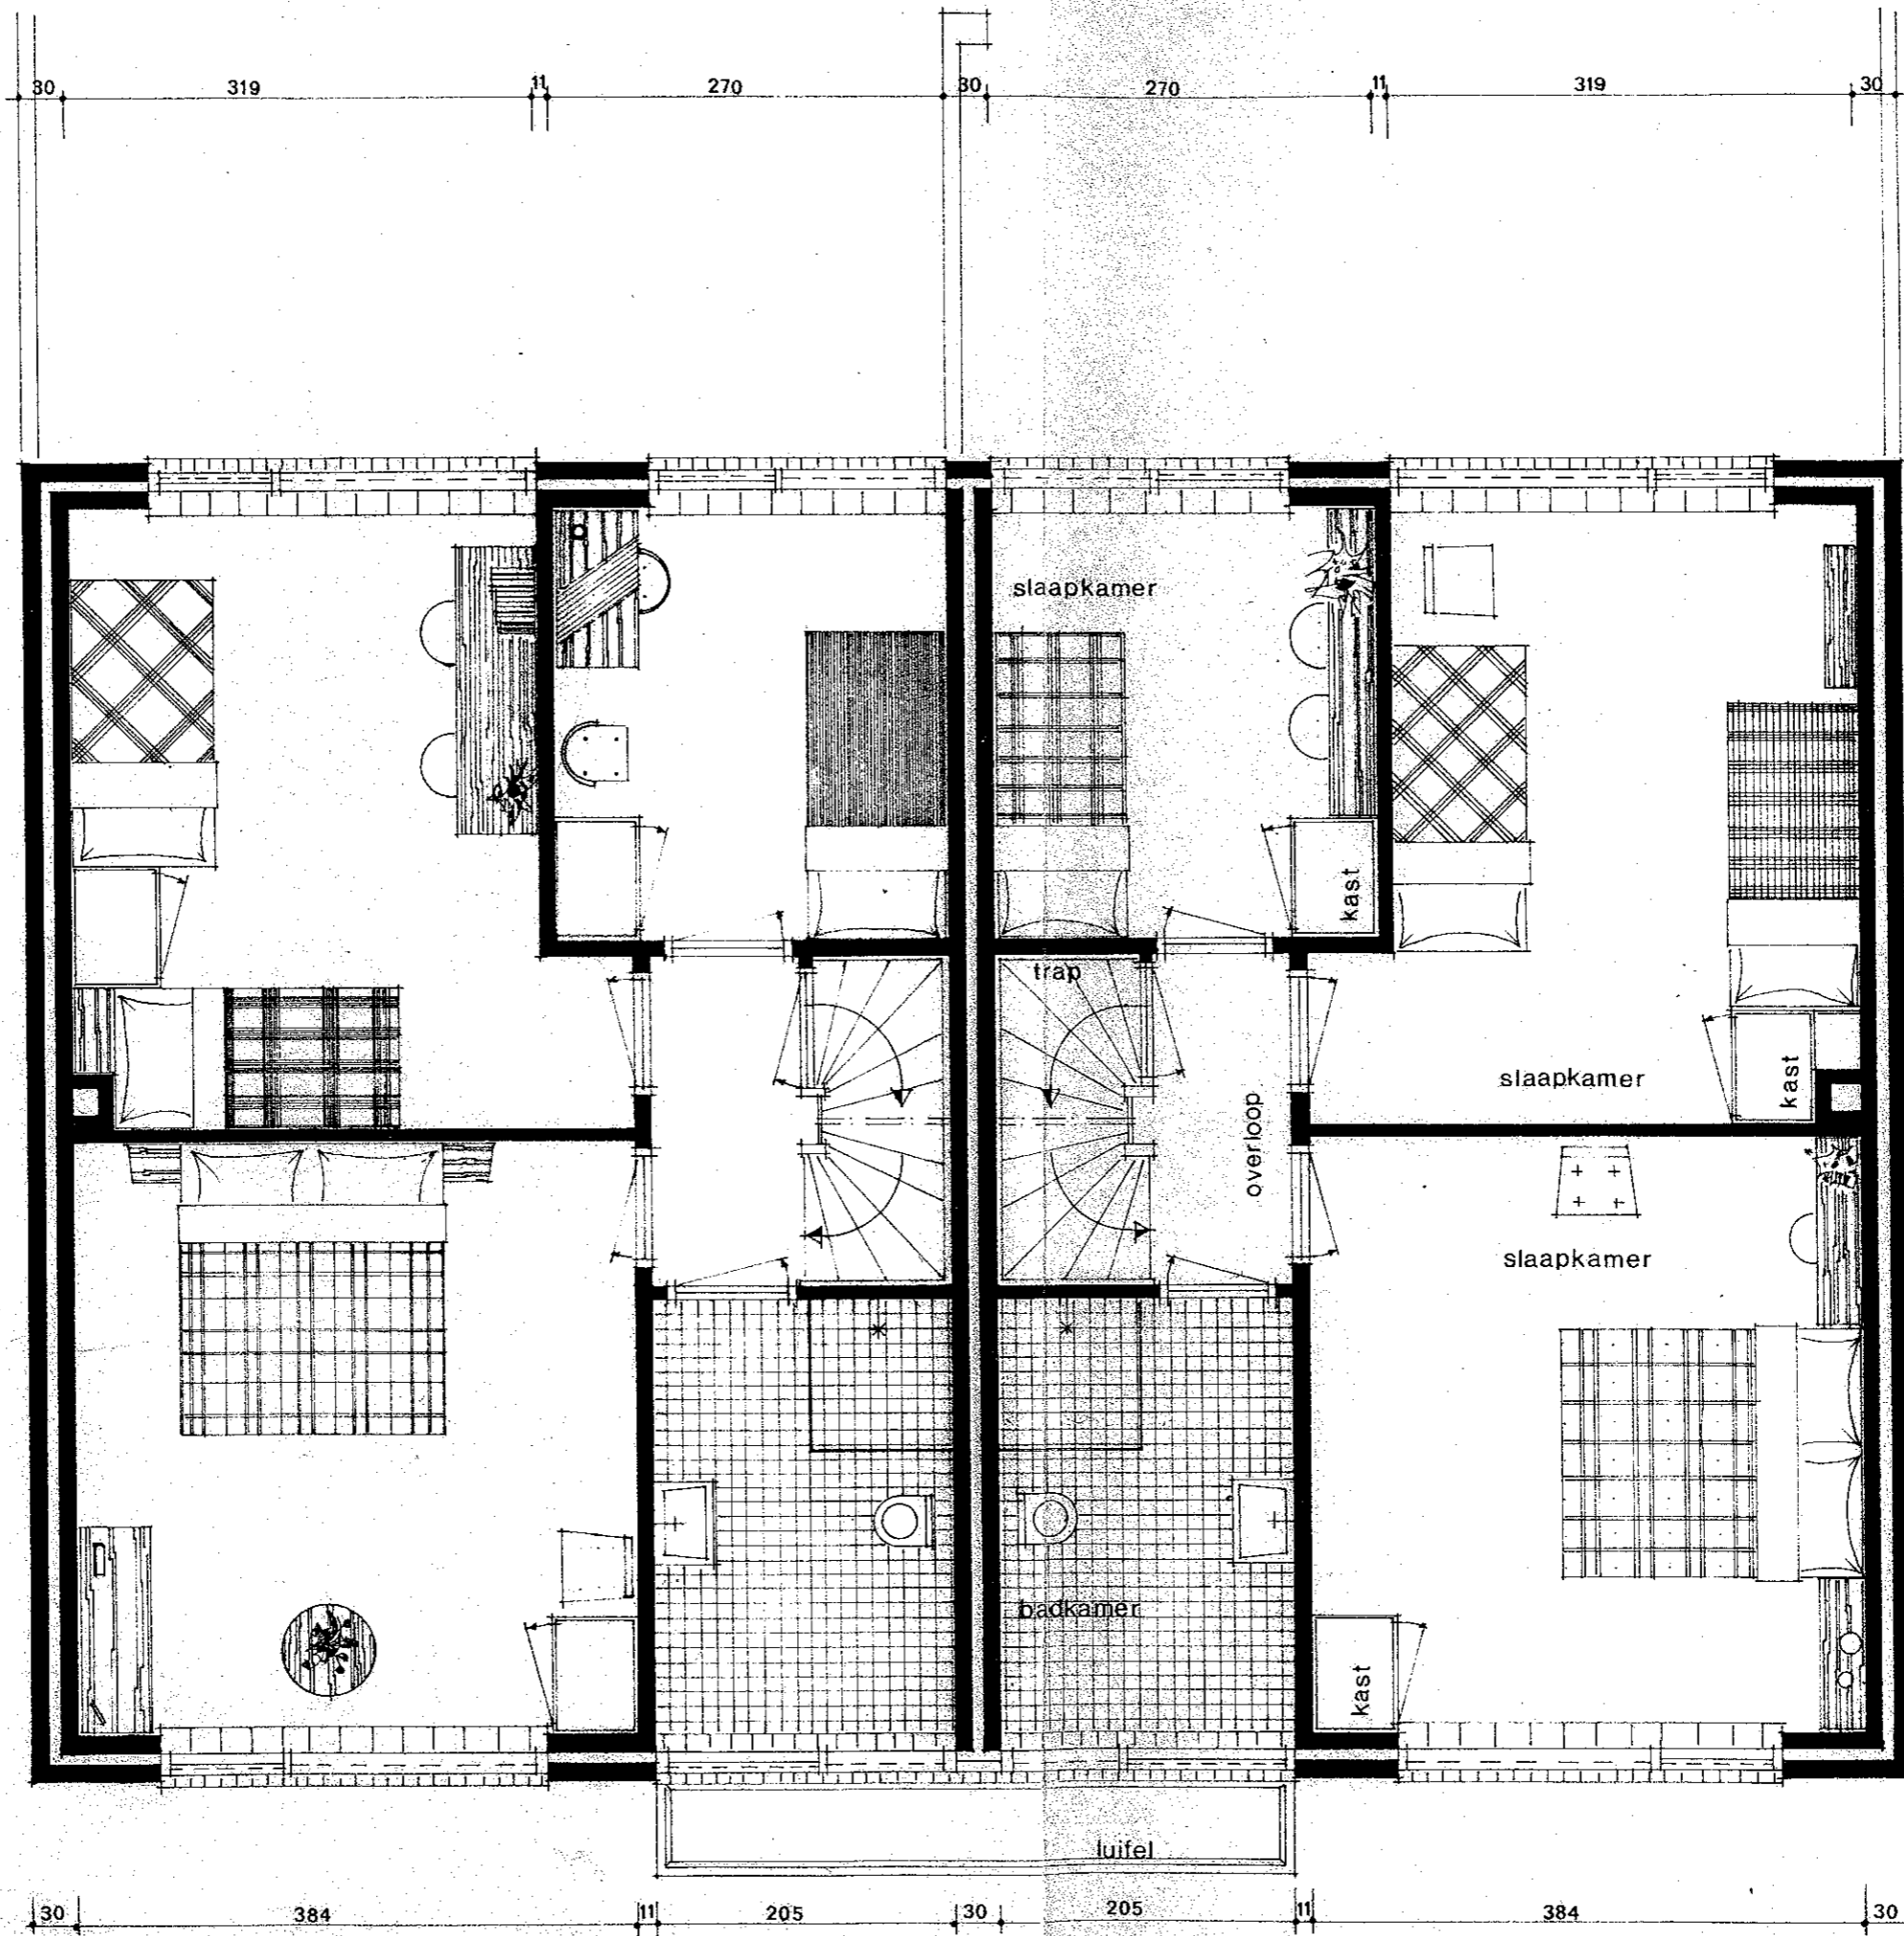 30 319 11 270 30 270 11 319 30
slaapkamer
kast
trap
slaapkamer
kast
overloop
slaapkamer
badkamer
kast
luifel
30 384 11 205 30 205 11 384 30